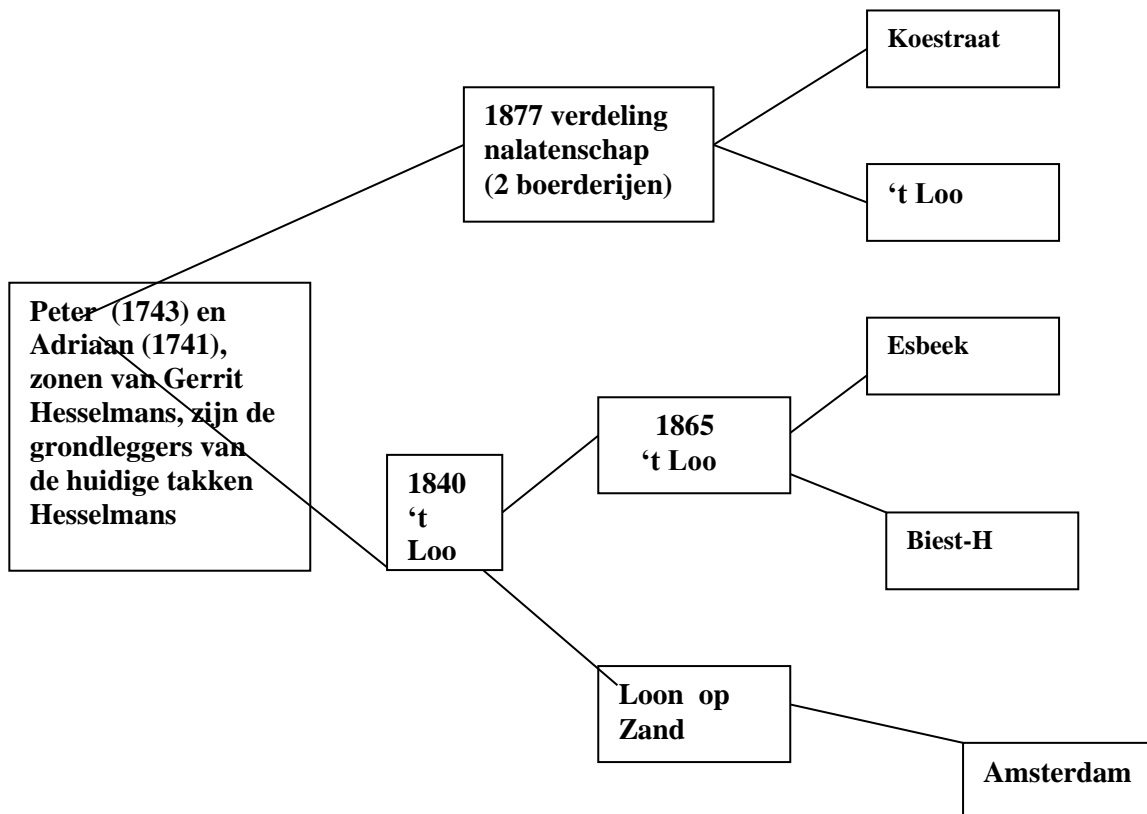 Koestraat
1877 verdeling
nalatenschap
(2 boerderijen)
‘t Loo
Peter (1743) en
Adriaan (1741),
zonen van Gerrit
Hesselmans, zijn de
grondleggers van
de huidige takken
Hesselmans
Esbeek
1865
‘t Loo
1840
‘t
Loo
Biest-H
Loon op
Zand
Amsterdam